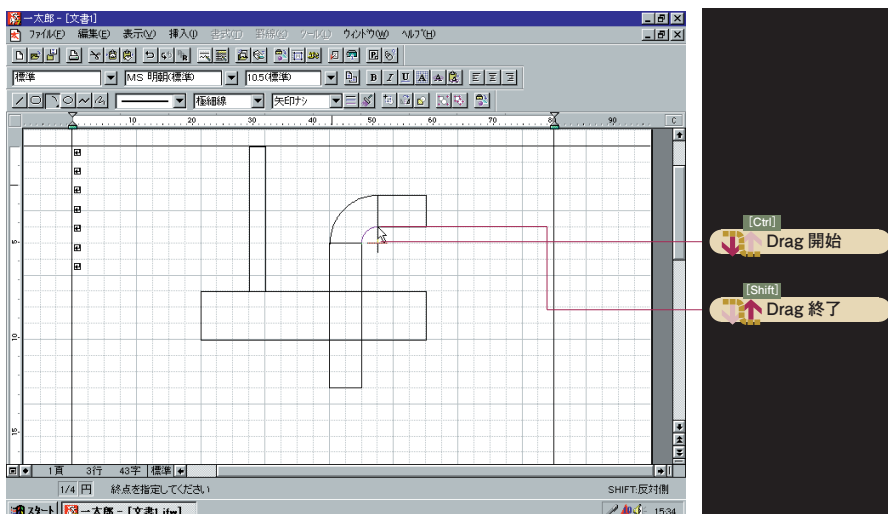 一太郎 - [文書1]
ファイル(F) 編集(E) 表示(V) 挿入(I) 書式(O) 罫線(K) ツール(L) ウィンドウ(W) ヘルプ(H)
標準 MS 明朝(標準) 10.5(標準) B I U A A
極細線 矢印ナシ
10 20 30 40 50 60 70 80 90 C
5
10
15
[Ctrl]
Drag 開始
[Shift]
Drag 終了
1頁 3行 43字 標準
1/4 円 終点を指定してください SHIFT:反対側
スタート 一太郎 - [文書1.jfw] 15:34